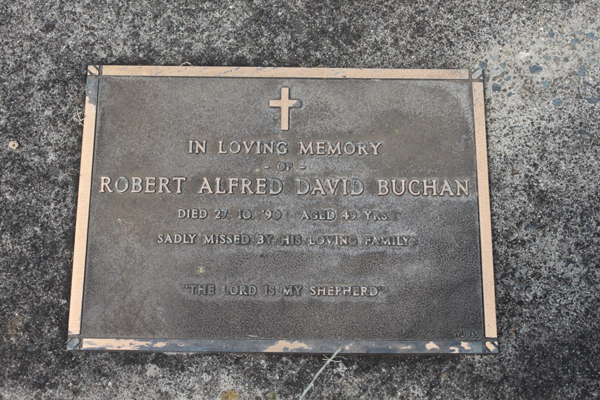 IN LOVING MEMORY
- OF -
ROBERT ALFRED DAVID BUCHAN
DIED 27. 10. '90 AGED YRS.
SADLY MISSED BY HIS LOVING FAMILY
"THE LORD IS MY SHEPHERD"